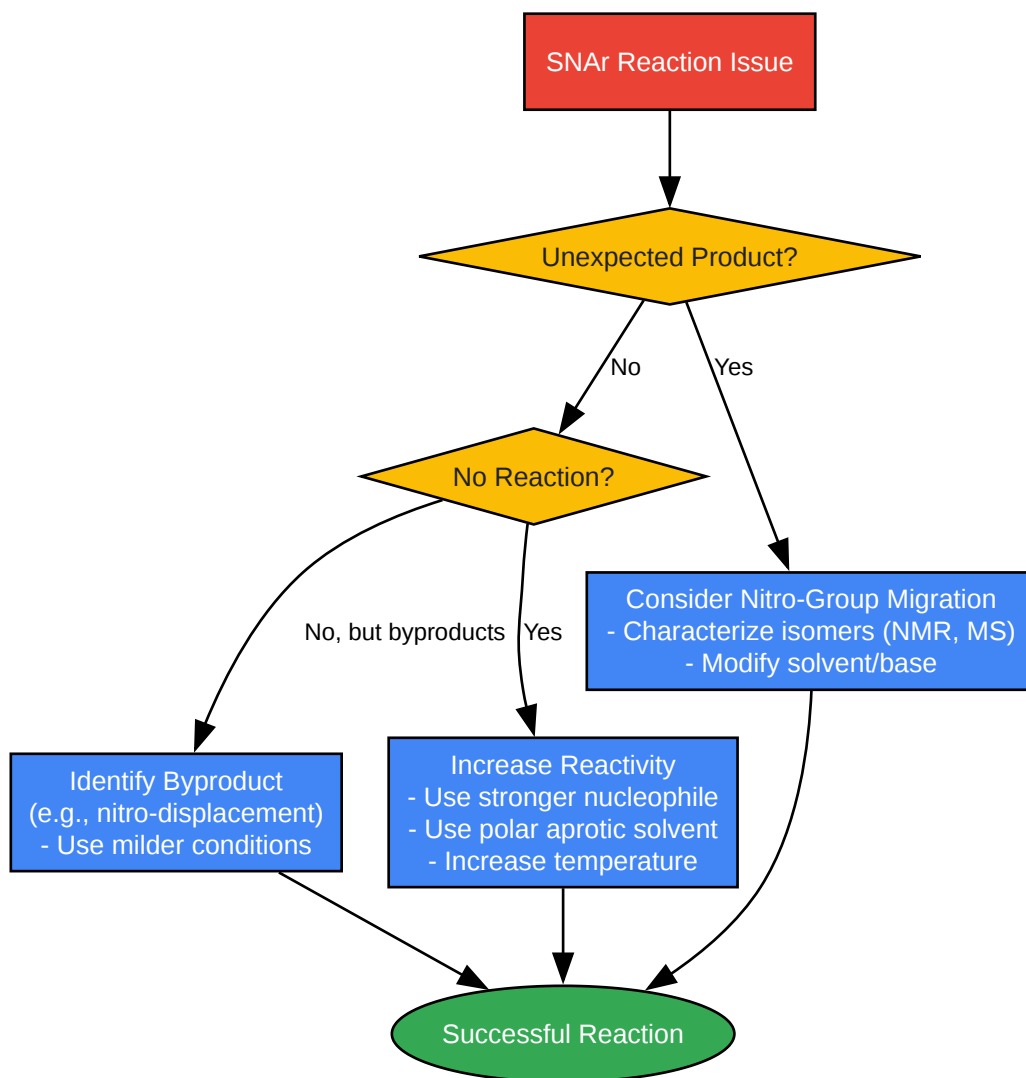 SNAr Reaction Issue
Unexpected Product?
No
Yes
No Reaction?
Consider Nitro-Group Migration
- Characterize isomers (NMR, MS)
- Modify solvent/base
No, but byproducts
Yes
Identify Byproduct
(e.g., nitro-displacement)
- Use milder conditions
Increase Reactivity
- Use stronger nucleophile
- Use polar aprotic solvent
- Increase temperature
Successful Reaction